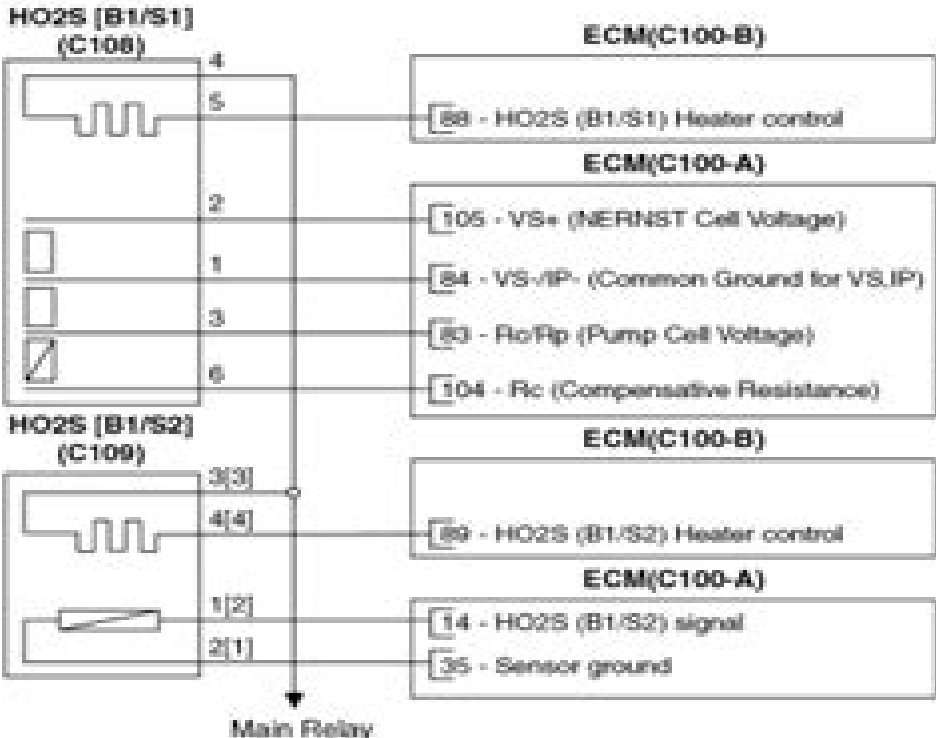 HO2S [B1/S1]
(C108)
ECM(C100-B)
4
5
88 - HO2S (B1/S1) Heater control
ECM(C100-A)
2
105 - VS+ (NERNST Cell Voltage)
1
84 - VS-/IP- (Common Ground for VS,IP)
3
83 - Rc/Rp (Pump Cell Voltage)
6
104 - Rc (Compensative Resistance)
HO2S [B1/S2]
(C109)
ECM(C100-B)
3[3]
4[4]
89 - HO2S (B1/S2) Heater control
ECM(C100-A)
1[2]
14 - HO2S (B1/S2) signal
2[1]
35 - Sensor ground
Main Relay